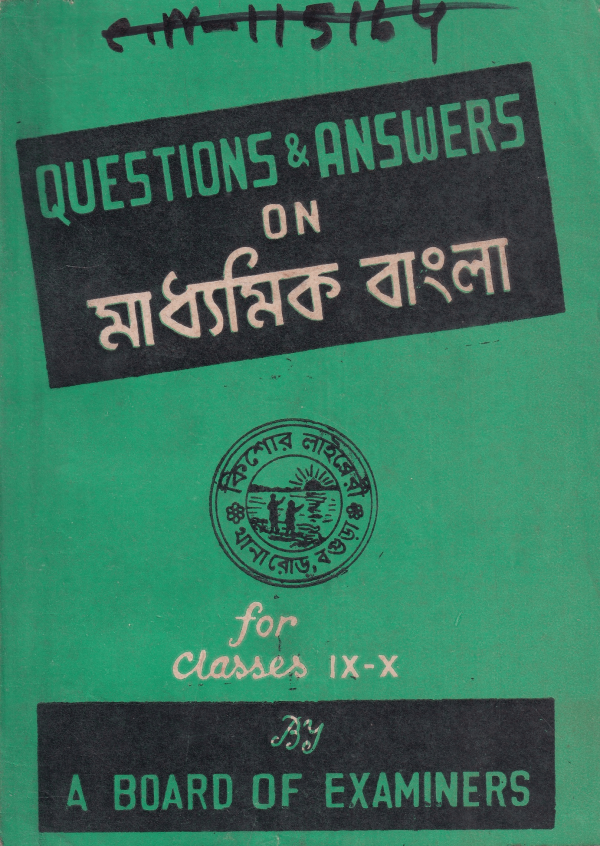 QUESTIONS & ANSWERS
ON
মাধ্যমিক বাংলা
কিশোর লাইব্রেরী
থানারোড, বগুড়া
for
classes IX-X
By
A BOARD OF EXAMINERS